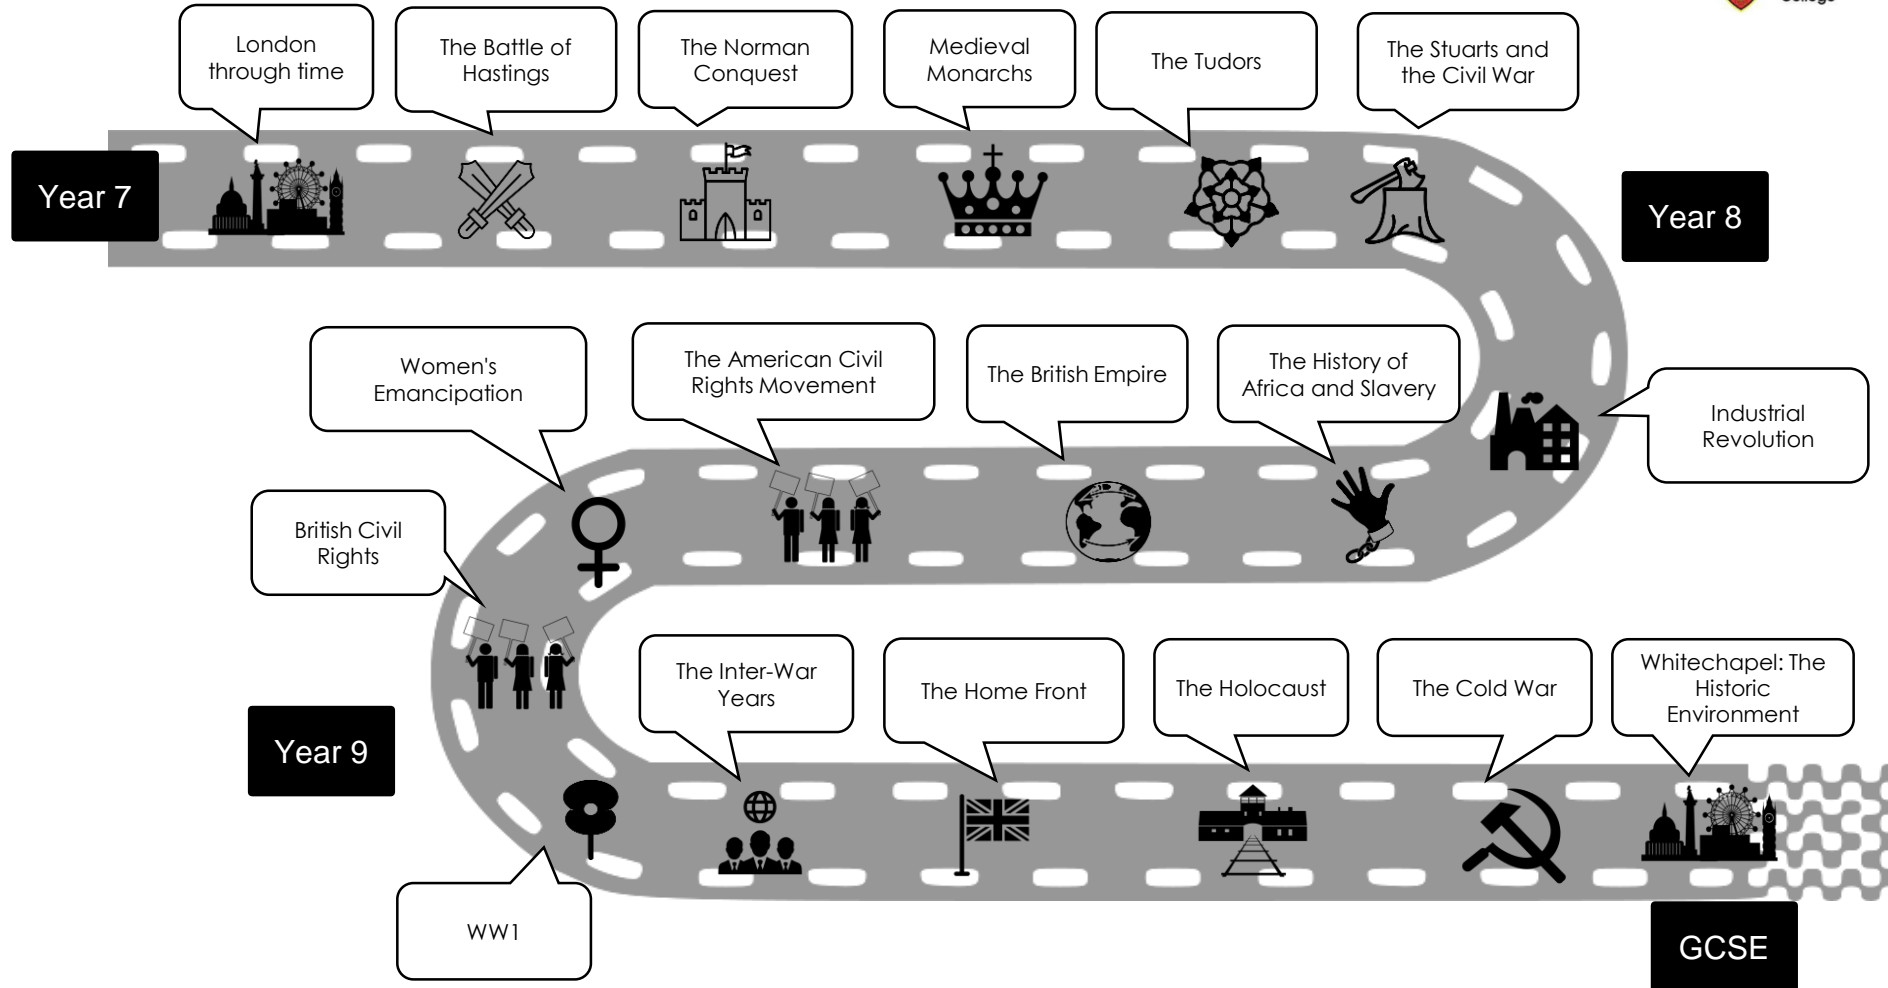 College
London
through time
The Battle of
Hastings
The Norman
Conquest
Medieval
Monarchs
The Tudors
The Stuarts and
the Civil War
Year 7
Year 8
Women's
Emancipation
The American Civil
Rights Movement
The British Empire
The History of
Africa and Slavery
Industrial
Revolution
British Civil
Rights
The Inter-War
Years
The Home Front
The Holocaust
The Cold War
Whitechapel: The
Historic
Environment
Year 9
WW1
GCSE